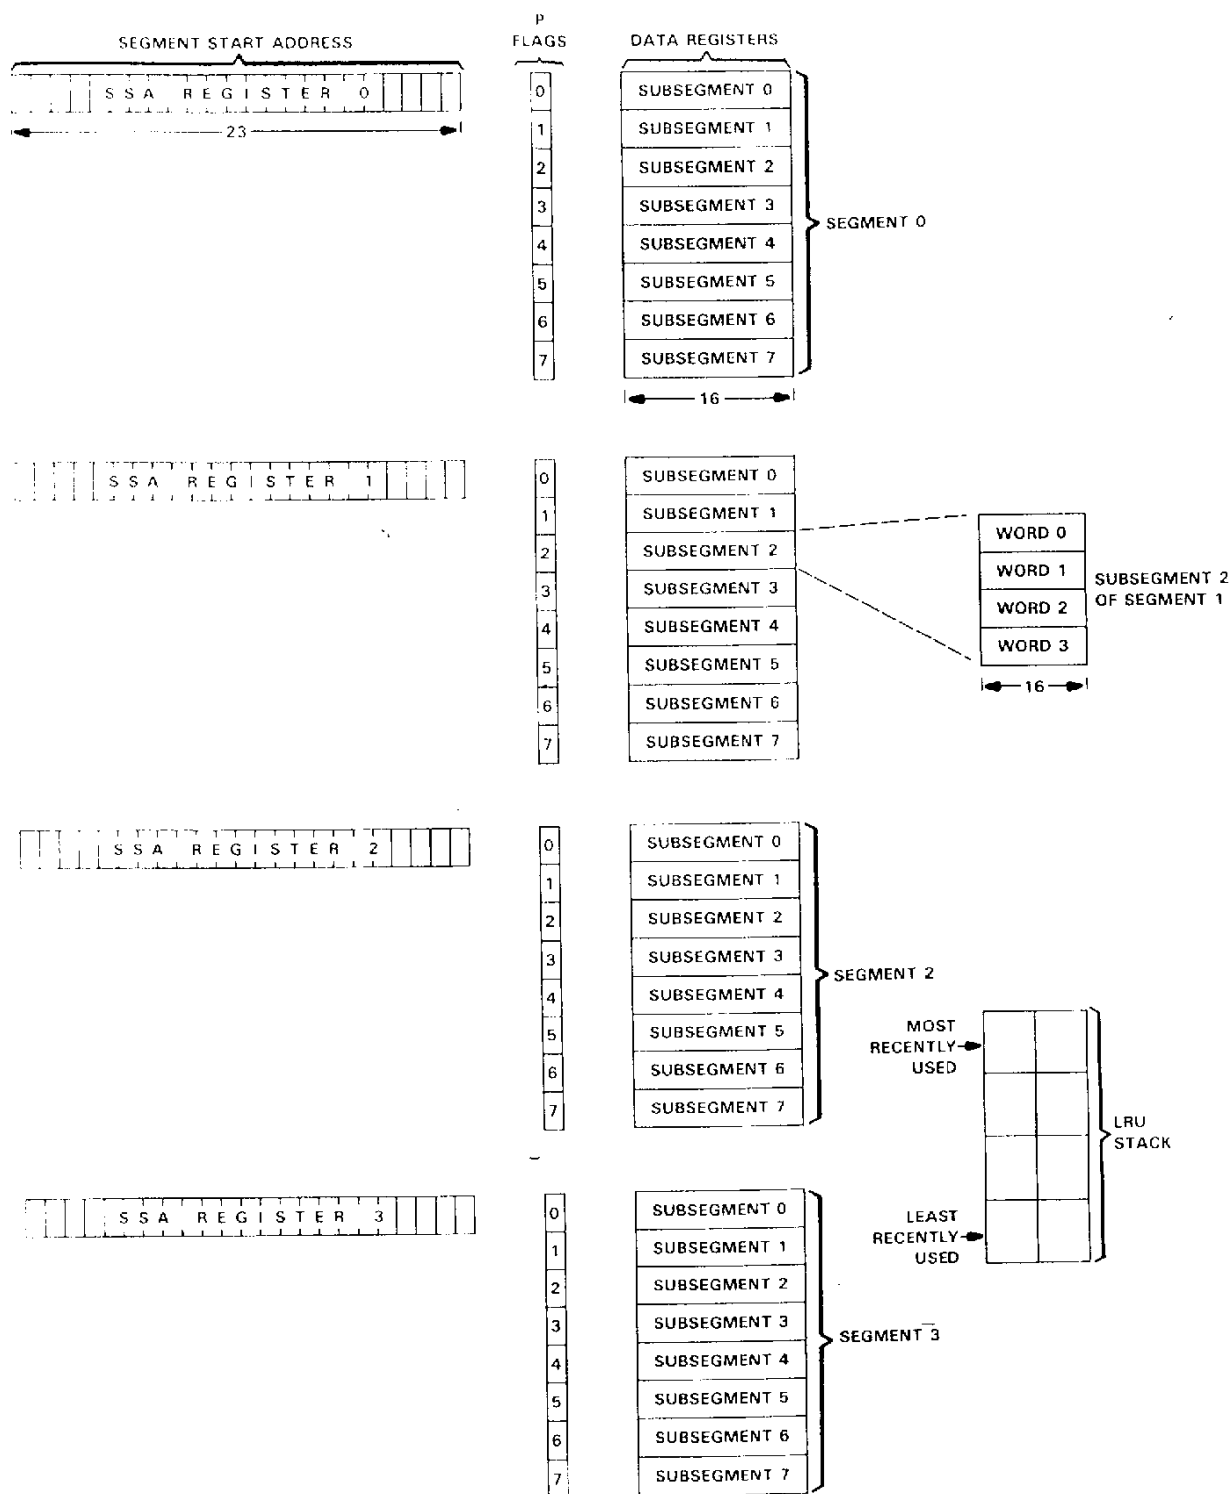 P
SEGMENT START ADDRESS FLAGS DATA REGISTERS
SSA REGISTER 0
23
0
1
2
3
4
5
6
7
SUBSEGMENT 0
SUBSEGMENT 1
SUBSEGMENT 2
SUBSEGMENT 3
SUBSEGMENT 4
SUBSEGMENT 5
SUBSEGMENT 6
SUBSEGMENT 7
SEGMENT 0
16
SSA REGISTER 1
0
1
2
3
4
5
6
7
SUBSEGMENT 0
SUBSEGMENT 1
SUBSEGMENT 2
SUBSEGMENT 3
SUBSEGMENT 4
SUBSEGMENT 5
SUBSEGMENT 6
SUBSEGMENT 7
WORD 0
WORD 1
WORD 2
WORD 3
SUBSEGMENT 2
OF SEGMENT 1
16
SSA REGISTER 2
0
1
2
3
4
5
6
7
SUBSEGMENT 0
SUBSEGMENT 1
SUBSEGMENT 2
SUBSEGMENT 3
SUBSEGMENT 4
SUBSEGMENT 5
SUBSEGMENT 6
SUBSEGMENT 7
SEGMENT 2
MOST
RECENTLY
USED
LRU
STACK
LEAST
RECENTLY
USED
SSA REGISTER 3
0
1
2
3
4
5
6
7
SUBSEGMENT 0
SUBSEGMENT 1
SUBSEGMENT 2
SUBSEGMENT 3
SUBSEGMENT 4
SUBSEGMENT 5
SUBSEGMENT 6
SUBSEGMENT 7
SEGMENT 3